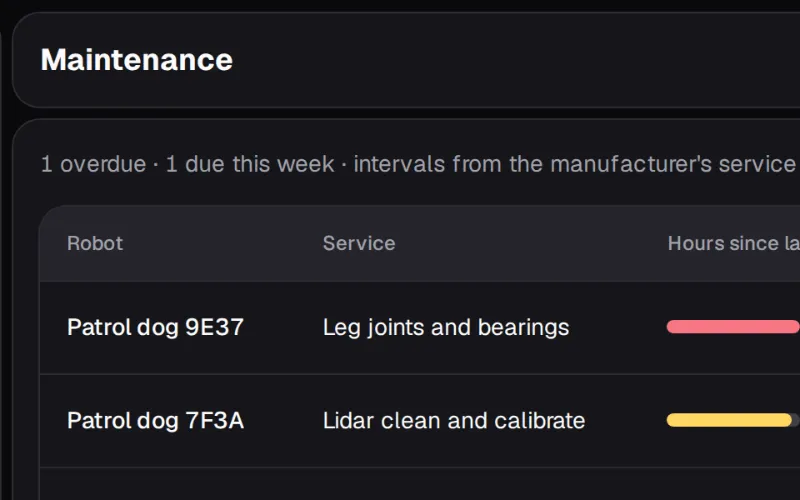 Maintenance
1 overdue · 1 due this week · intervals from the manufacturer's service
Robot Service Hours since
Patrol dog 9E37 Leg joints and bearings
Patrol dog 7F3A Lidar clean and calibrate